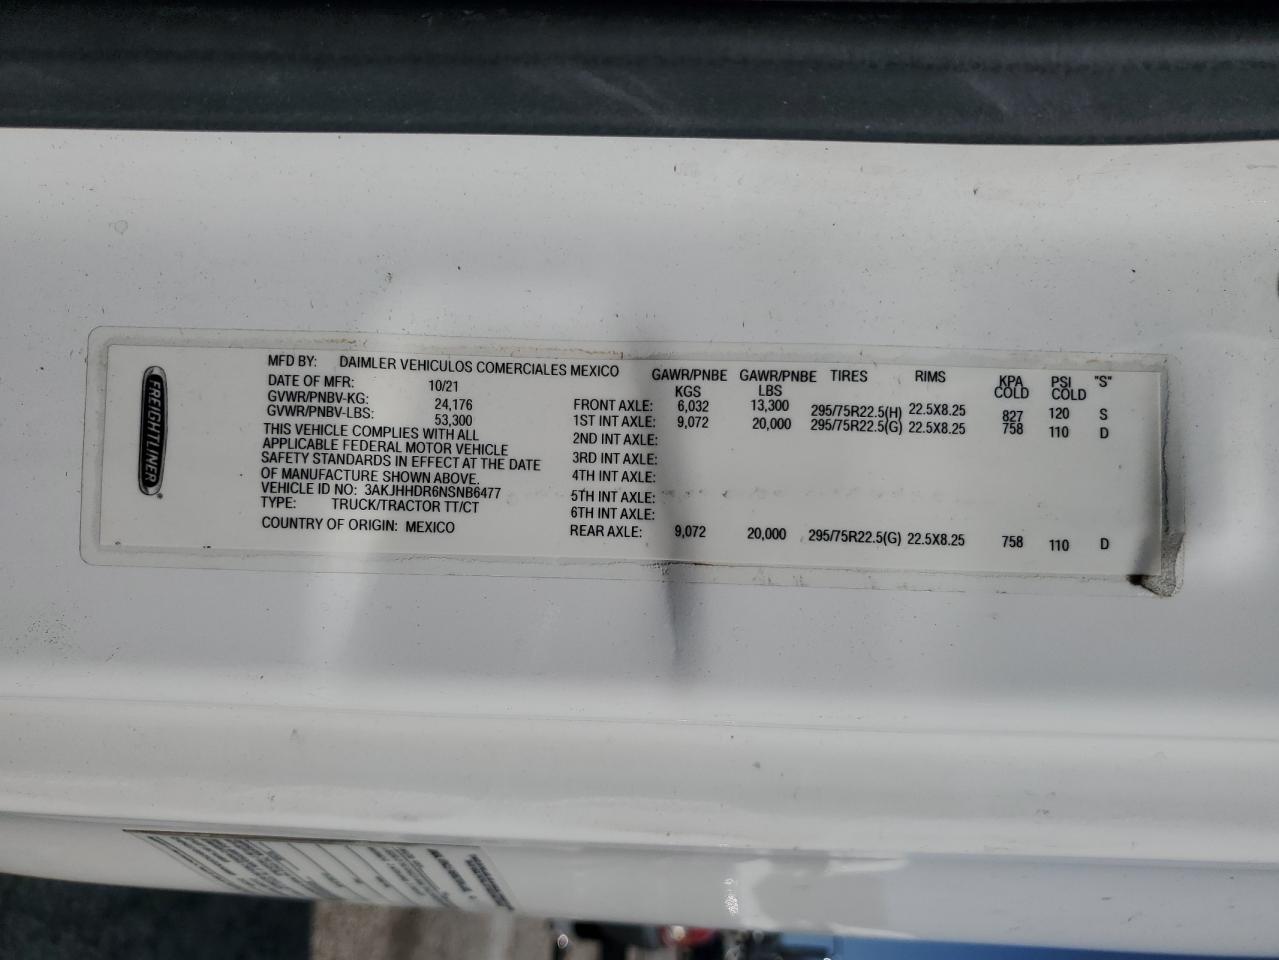 FREIGHTLINER
MFD BY: DAIMLER VEHICULOS COMERCIALES MEXICO
DATE OF MFR: 10/21
GVWR/PNBV-KG: 24,176
GVWR/PNBV-LBS: 53,300
THIS VEHICLE COMPLIES WITH ALL
APPLICABLE FEDERAL MOTOR VEHICLE
SAFETY STANDARDS IN EFFECT AT THE DATE
OF MANUFACTURE SHOWN ABOVE.
VEHICLE ID NO: 3AKJHHDR6NSNB6477
TYPE: TRUCK/TRACTOR TT/CT
COUNTRY OF ORIGIN: MEXICO
GAWR/PNBE GAWR/PNBE TIRES RIMS KPA PSI "S"
KGS LBS COLD COLD
FRONT AXLE: 6,032 13,300 295/75R22.5(H) 22.5X8.25 827 120 S
1ST INT AXLE: 9,072 20,000 295/75R22.5(G) 22.5X8.25 758 110 D
2ND INT AXLE:
3RD INT AXLE:
4TH INT AXLE:
5TH INT AXLE:
6TH INT AXLE:
REAR AXLE: 9,072 20,000 295/75R22.5(G) 22.5X8.25 758 110 D